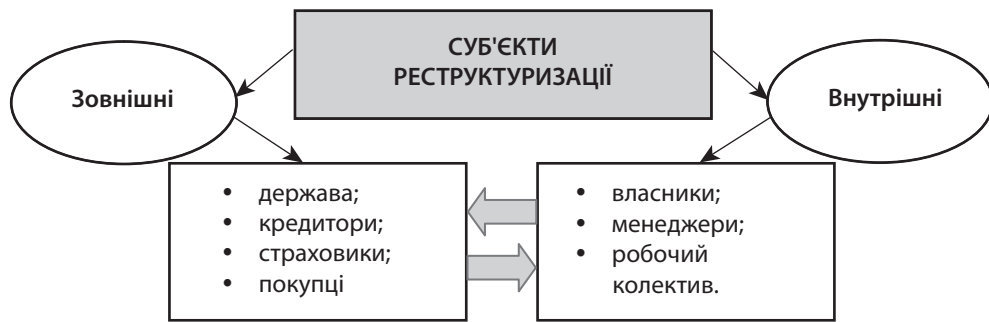 СУБ'ЄКТИ
РЕСТРУКТУРИЗАЦІЇ
Зовнішні
Внутрішні
• держава;
• кредитори;
• страховики;
• покупці
• власники;
• менеджери;
• робочий
колектив.